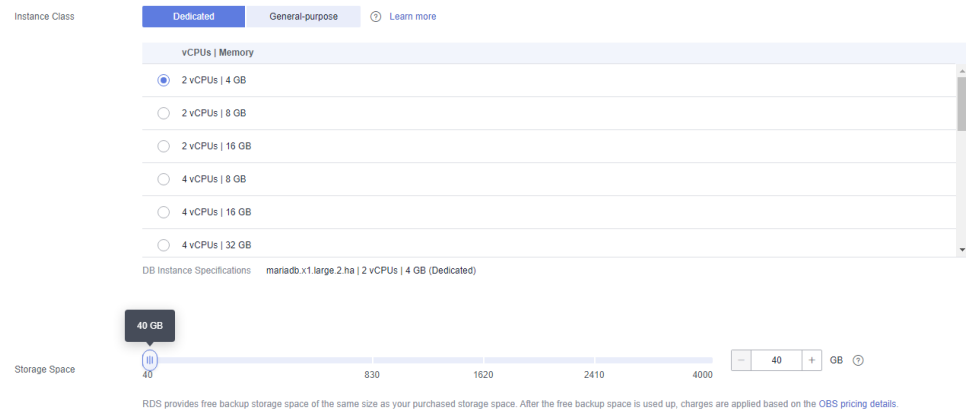 Instance Class Dedicated General-purpose ? Learn more
vCPUs | Memory
2 vCPUs | 4 GB
2 vCPUs | 8 GB
2 vCPUs | 16 GB
4 vCPUs | 8 GB
4 vCPUs | 16 GB
4 vCPUs | 32 GB
DB Instance Specifications mariadb.x1.large.2.ha | 2 vCPUs | 4 GB (Dedicated)
40 GB
Storage Space 40 830 1620 2410 4000 − 40 + GB ?
RDS provides free backup storage space of the same size as your purchased storage space. After the free backup space is used up, charges are applied based on the OBS pricing details.